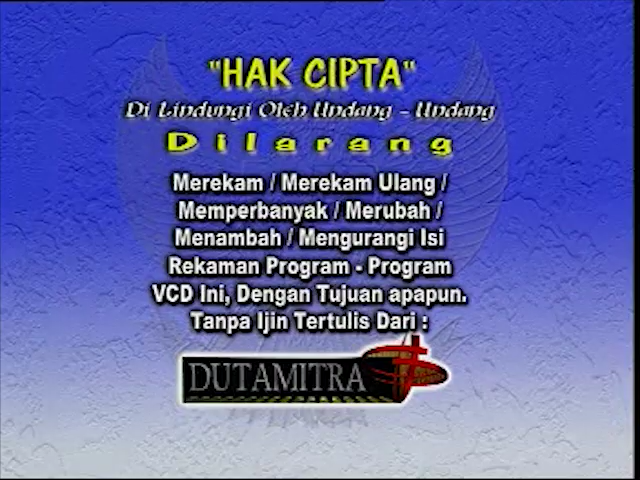 "HAK CIPTA"
Di Lindungi Oleh Undang - Undang
Dilarang
Merekam / Merekam Ulang /
Memperbanyak / Merubah /
Menambah / Mengurangi Isi
Rekaman Program - Program
VCD Ini, Dengan Tujuan apapun.
Tanpa Ijin Tertulis Dari :
DUTAMITRA